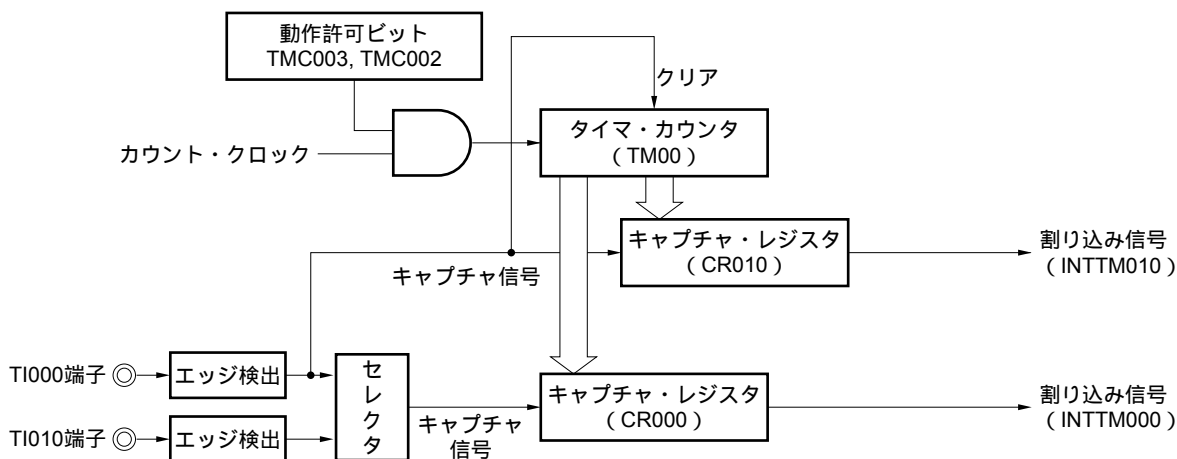 動作許可ビット
TMC003, TMC002
クリア
タイマ・カウンタ
（TM00）
カウント・クロック
キャプチャ・レジスタ
（CR010）
割り込み信号
（INTTM010）
キャプチャ信号
TI000端子
エッジ検出
セレクタ
キャプチャ・レジスタ
（CR000）
割り込み信号
（INTTM000）
キャプチャ
信号
TI010端子
エッジ検出